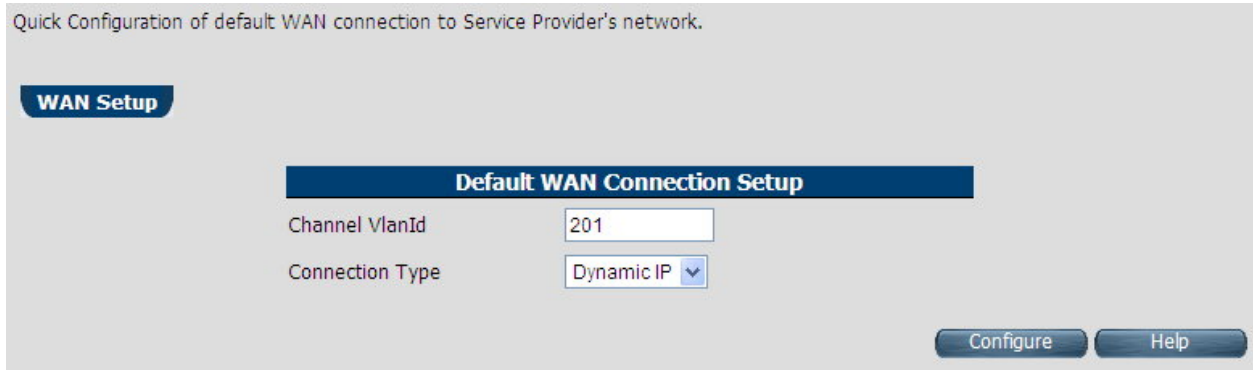 Quick Configuration of default WAN connection to Service Provider's network.
WAN Setup
Default WAN Connection Setup
Channel VlanId 201
Connection Type Dynamic IP
Configure Help